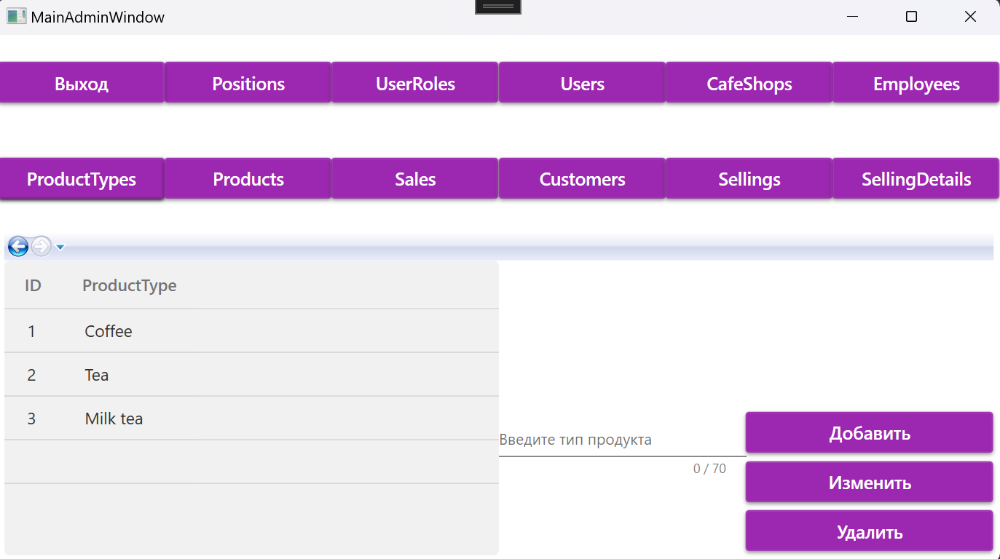 MainAdminWindow
Выход Positions UserRoles Users CafeShops Employees
ProductTypes Products Sales Customers Sellings SellingDetails
ID ProductType
1 Coffee
2 Tea
3 Milk tea
Введите тип продукта
0 / 70
Добавить
Изменить
Удалить